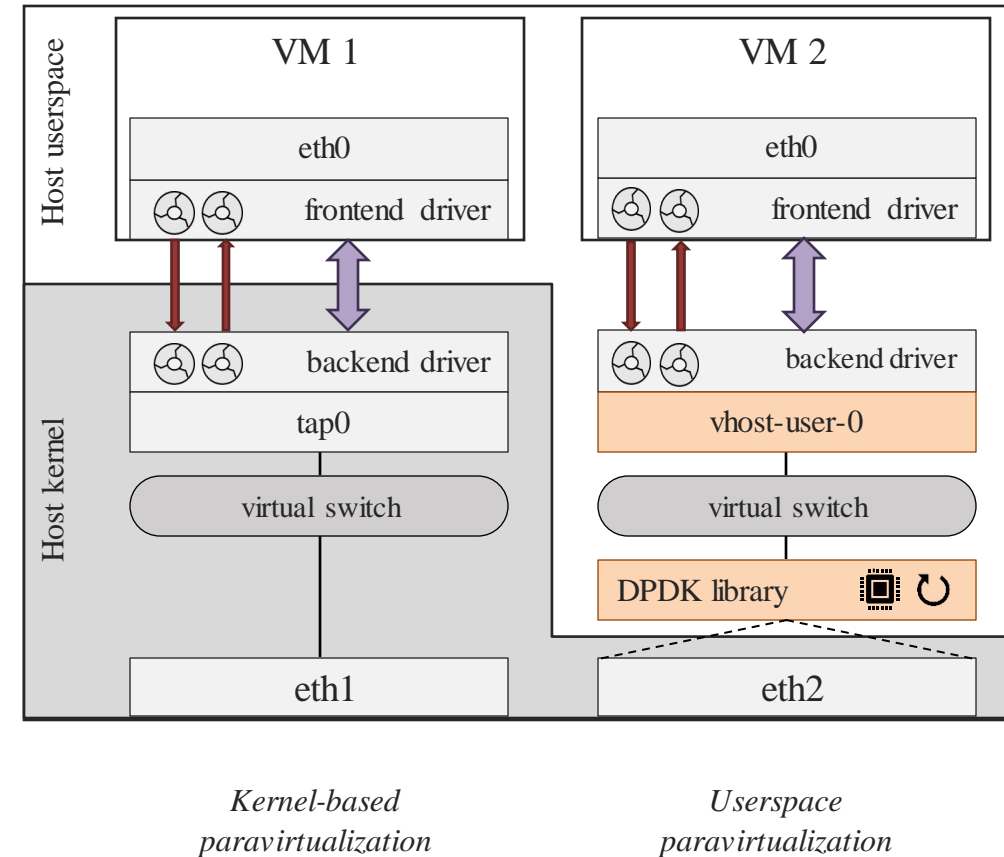 Host userspace
VM 1
eth0
frontend driver
VM 2
eth0
frontend driver
Host kernel
backend driver
tap0
virtual switch
eth1
backend driver
vhost-user-0
virtual switch
DPDK library
eth2
Kernel-based
paravirtualization
Userspace
paravirtualization